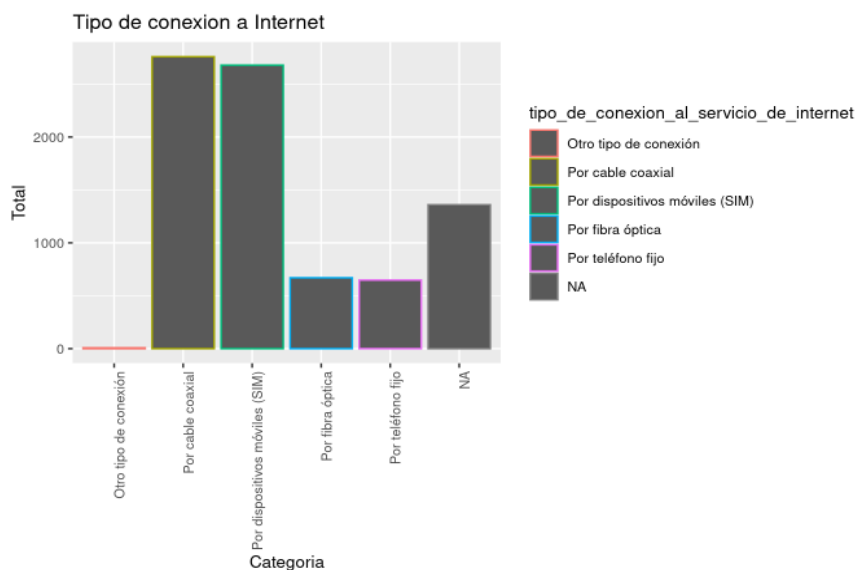 Tipo de conexion a Internet
Total
2000
1000
0
Otro tipo de conexión
Por cable coaxial
Por dispositivos móviles (SIM)
Por fibra óptica
Por teléfono fijo
NA
Categoria
tipo_de_conexion_al_servicio_de_internet
Otro tipo de conexión
Por cable coaxial
Por dispositivos móviles (SIM)
Por fibra óptica
Por teléfono fijo
NA